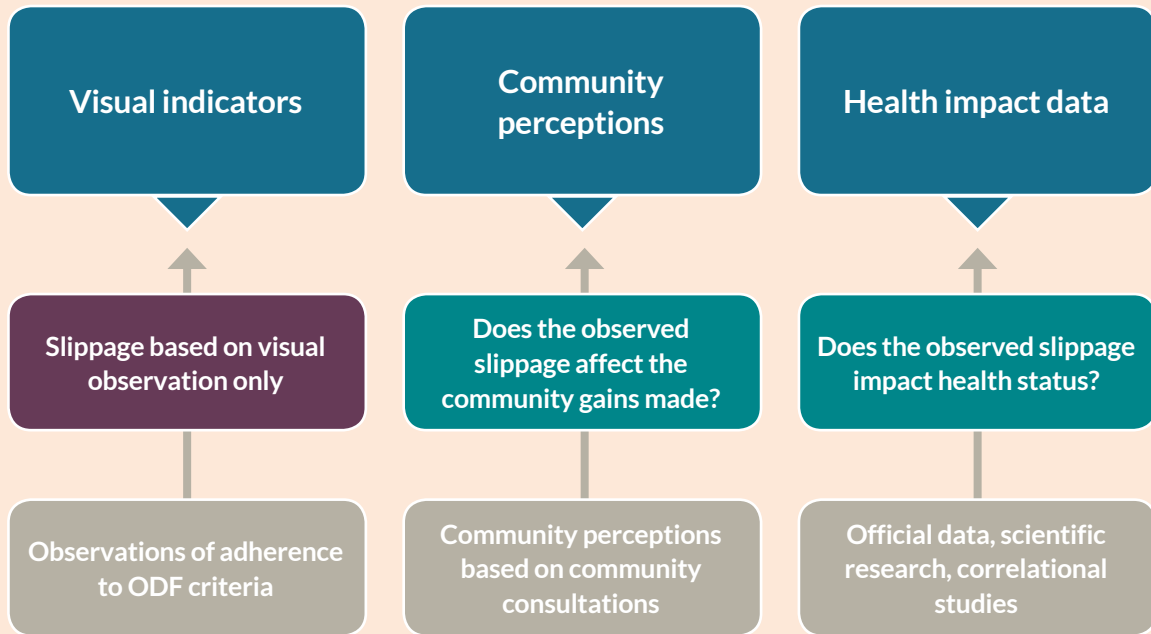 Visual indicators
Community
perceptions
Health impact data
Slippage based on visual
observation only
Does the observed
slippage affect the
community gains made?
Does the observed slippage
impact health status?
Observations of adherence
to ODF criteria
Community perceptions
based on community
consultations
Official data, scientific
research, correlational
studies